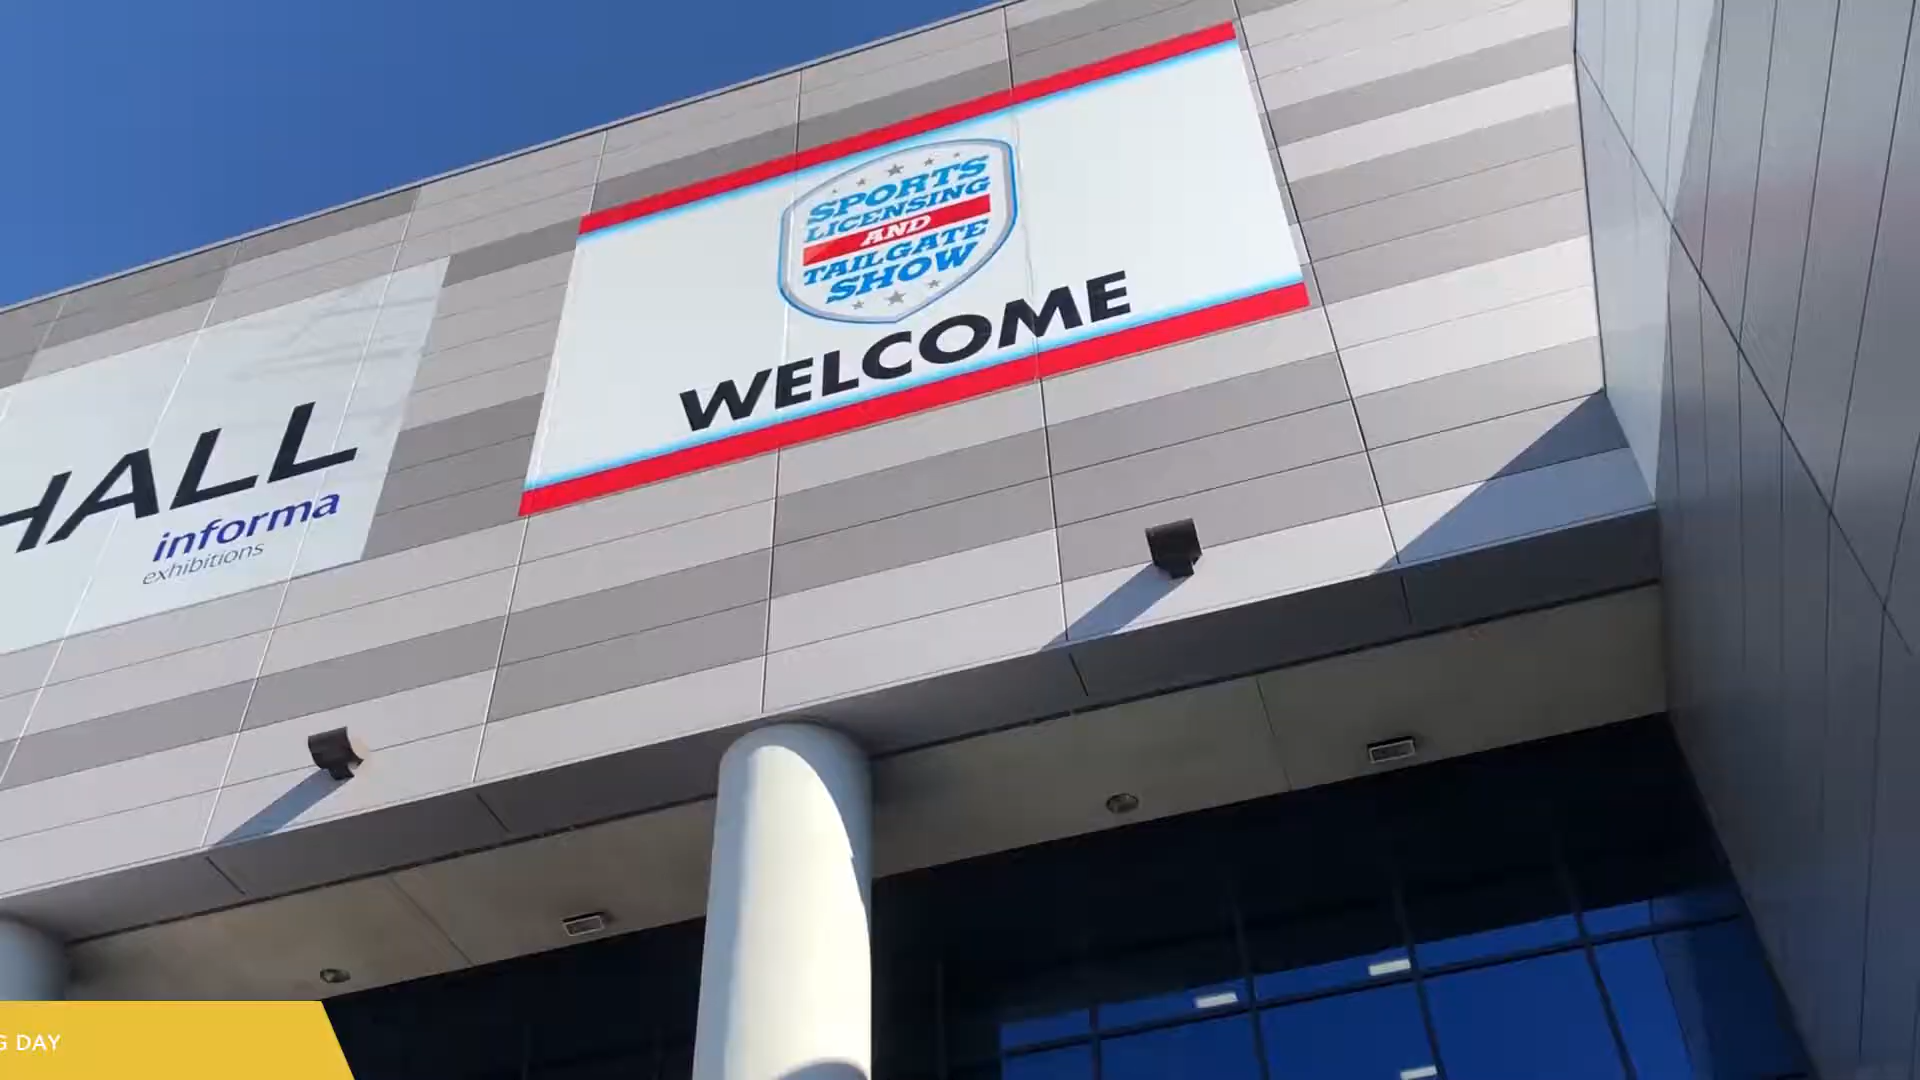 SPORTS
LICENSING
AND
TAILGATE
SHOW
WELCOME
HALL
informa
exhibitions
DAY